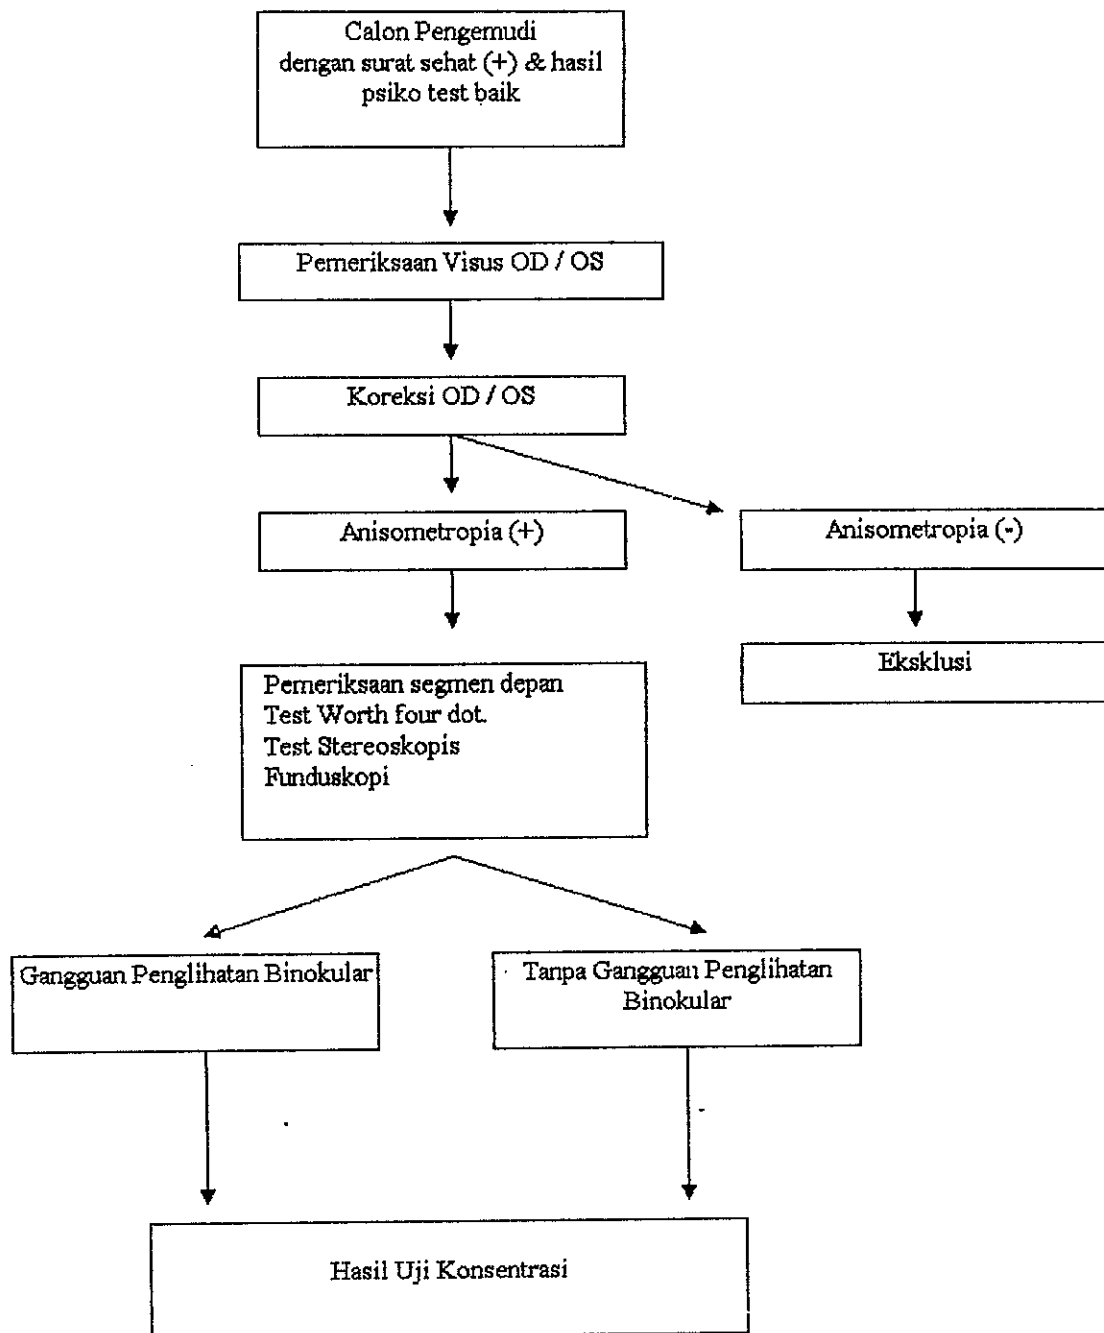 Calon Pengemudi
dengan surat sehat (+) & hasil
psiko test baik
Pemeriksaan Visus OD / OS
Koreksi OD / OS
Anisometropia (+)
Anisometropia (-)
Eksklusi
Pemeriksaan segmen depan
Test Worth four dot.
Test Stereoskopis
Funduskopi
Gangguan Penglihatan Binokular
Tanpa Gangguan Penglihatan
Binokular
Hasil Uji Konsentrasi